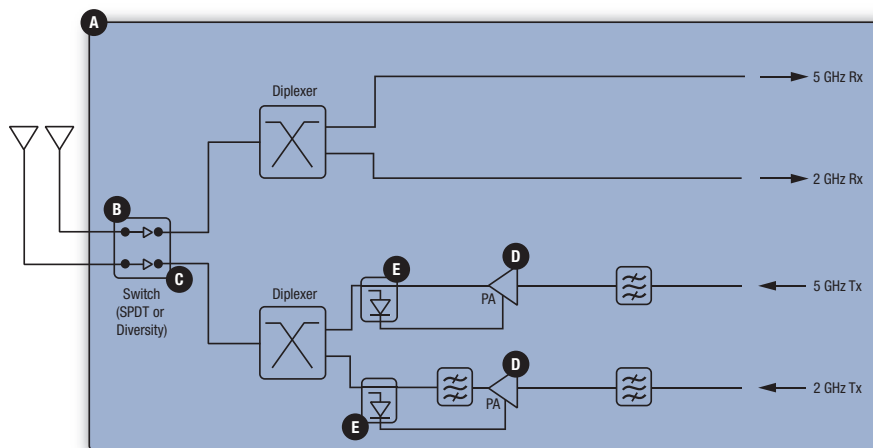 A
Diplexer
5 GHz Rx
2 GHz Rx
B
C
Switch
(SPDT or
Diversity)
Diplexer
E
D
PA
5 GHz Tx
D
PA
E
2 GHz Tx